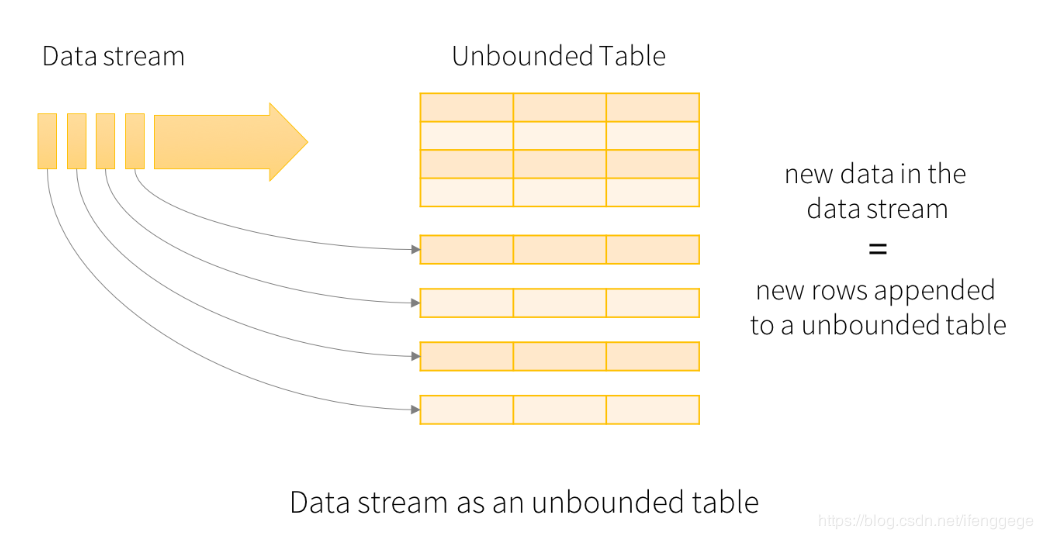 Data stream
Unbounded Table
new data in the
data stream
=
new rows appended
to a unbounded table
Data stream as an unbounded table
https://blog.csdn.net/ifenggege